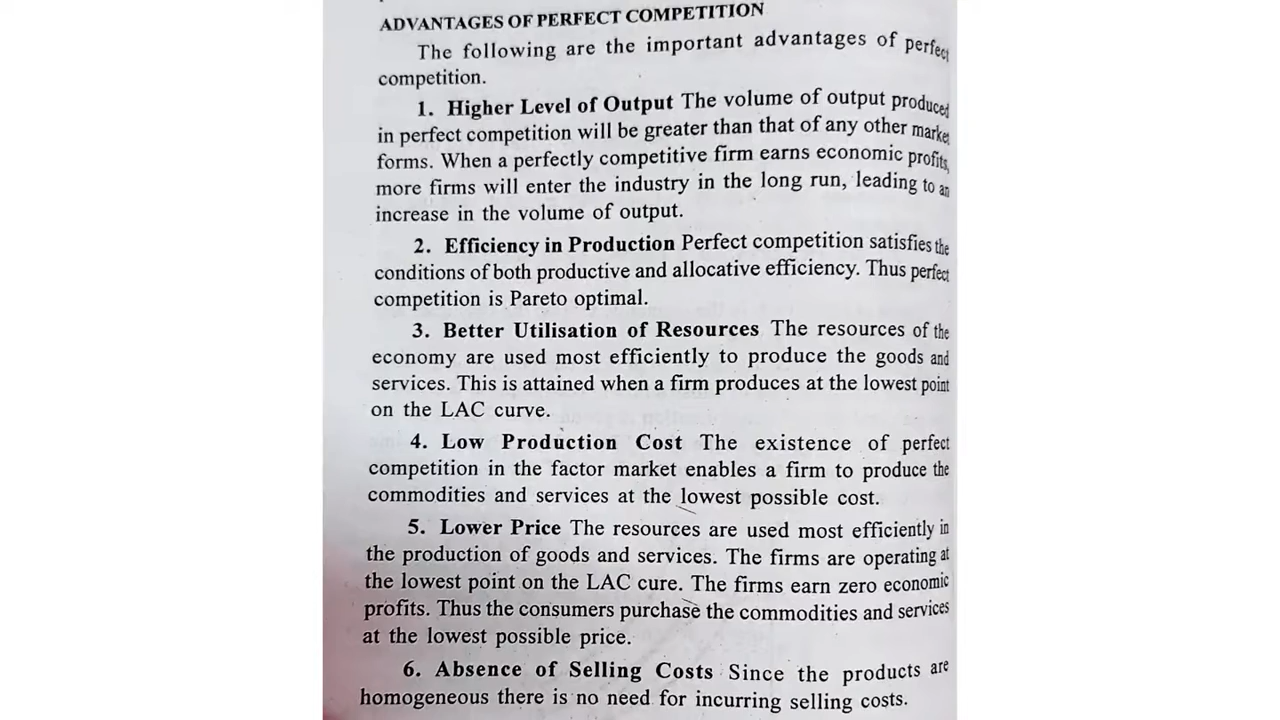 ADVANTAGES OF PERFECT COMPETITION
The following are the important advantages of perfect
competition.
1. Higher Level of Output The volume of output produced
in perfect competition will be greater than that of any other market
forms. When a perfectly competitive firm earns economic profits,
more firms will enter the industry in the long run, leading to an
increase in the volume of output.
2. Efficiency in Production Perfect competition satisfies the
conditions of both productive and allocative efficiency. Thus perfect
competition is Pareto optimal.
3. Better Utilisation of Resources The resources of the
economy are used most efficiently to produce the goods and
services. This is attained when a firm produces at the lowest point
on the LAC curve.
4. Low Production Cost The existence of perfect
competition in the factor market enables a firm to produce the
commodities and services at the lowest possible cost.
5. Lower Price The resources are used most efficiently in
the production of goods and services. The firms are operating at
the lowest point on the LAC cure. The firms earn zero economic
profits. Thus the consumers purchase the commodities and services
at the lowest possible price.
6. Absence of Selling Costs Since the products are
homogeneous there is no need for incurring selling costs.